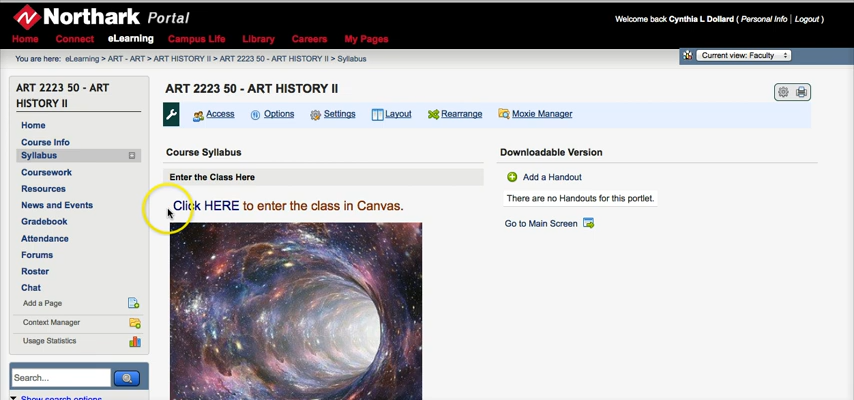 Northark Portal
Welcome back Cynthia L Dollard ( Personal Info | Logout )
Home Connect eLearning Campus Life Library Careers My Pages
You are here: eLearning > ART - ART > ART HISTORY II > ART 2223 50 - ART HISTORY II > Syllabus
Current view: Faculty
ART 2223 50 - ART HISTORY II
Home
Course Info
Syllabus
Coursework
Resources
News and Events
Gradebook
Attendance
Forums
Roster
Chat
Add a Page
Context Manager
Usage Statistics
Search...
Show search options
ART 2223 50 - ART HISTORY II
Access Options Settings Layout Rearrange Moxie Manager
Course Syllabus
Enter the Class Here
Click HERE to enter the class in Canvas.
Downloadable Version
Add a Handout
There are no Handouts for this portlet.
Go to Main Screen